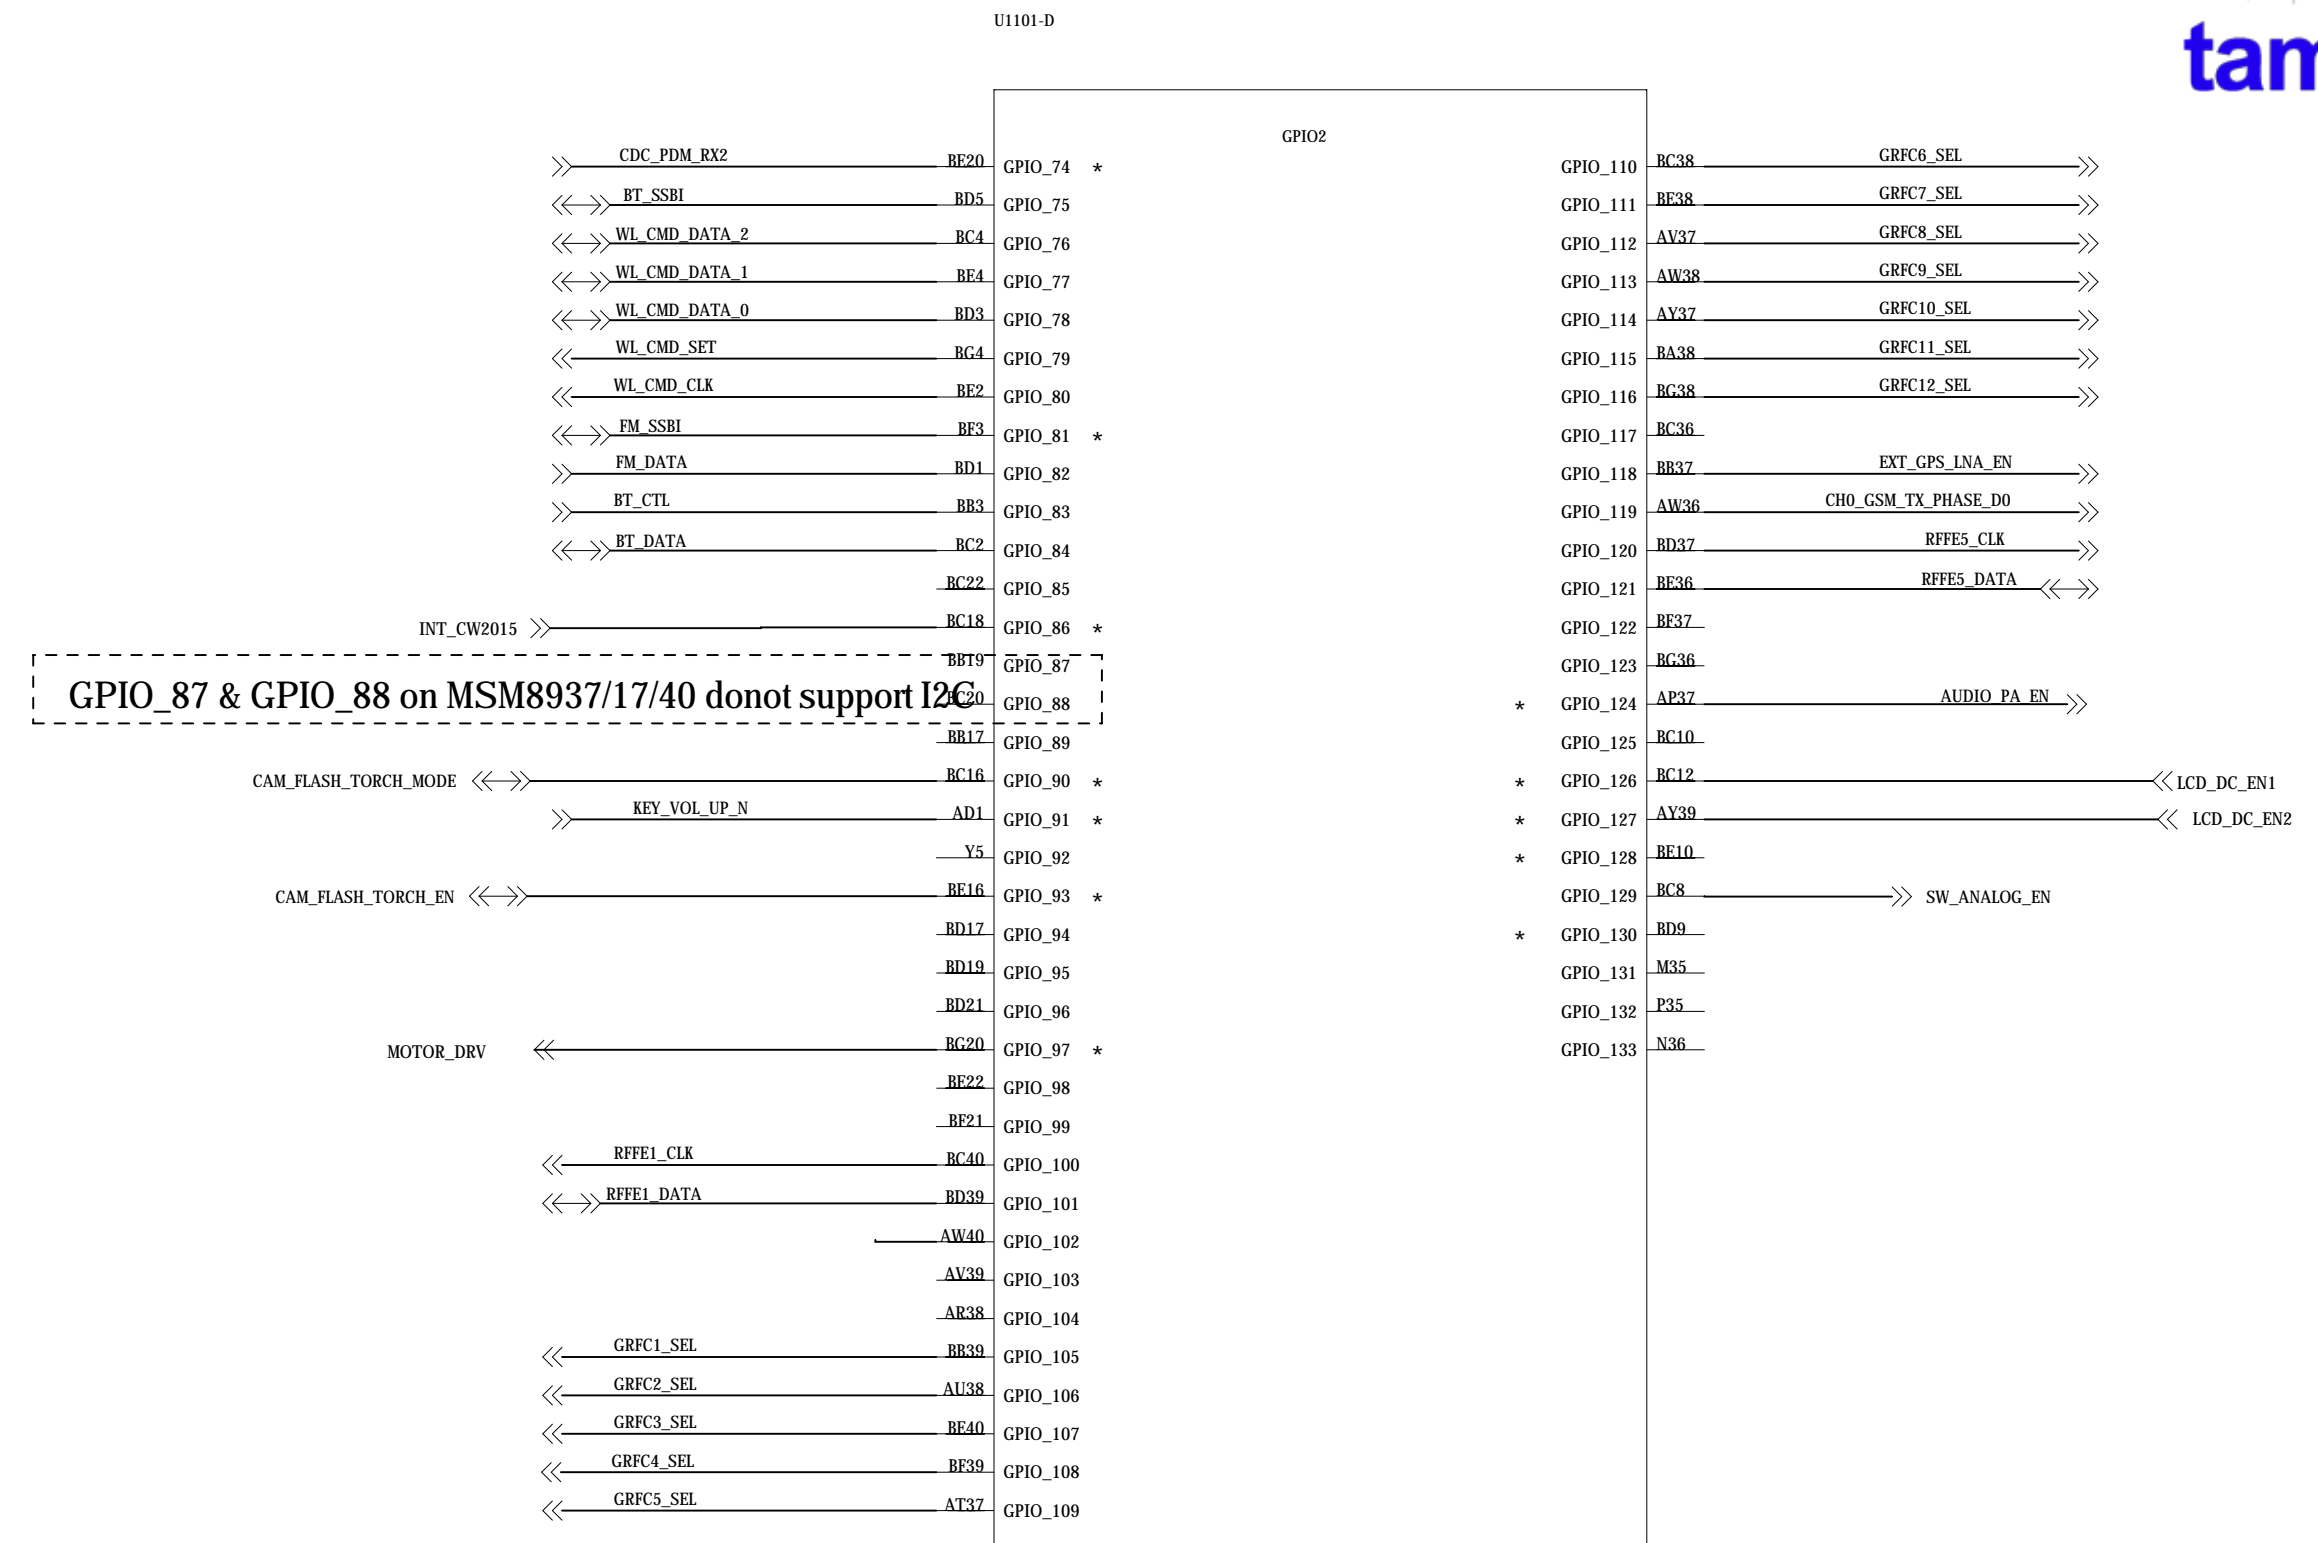 U1101-D
tam
GPIO2
CDC_PDM_RX2 BE20 GPIO_74 *
BT_SSBI BD5 GPIO_75
WL_CMD_DATA_2 BC4 GPIO_76
WL_CMD_DATA_1 BE4 GPIO_77
WL_CMD_DATA_0 BD3 GPIO_78
WL_CMD_SET BG4 GPIO_79
WL_CMD_CLK BE2 GPIO_80
FM_SSBI BF3 GPIO_81 *
FM_DATA BD1 GPIO_82
BT_CTL BB3 GPIO_83
BT_DATA BC2 GPIO_84
BC22 GPIO_85
INT_CW2015 BC18 GPIO_86 *
BB19 GPIO_87
GPIO_87 & GPIO_88 on MSM8937/17/40 donot support I2C
BC20 GPIO_88
BB17 GPIO_89
CAM_FLASH_TORCH_MODE BC16 GPIO_90 *
KEY_VOL_UP_N AD1 GPIO_91 *
Y5 GPIO_92
CAM_FLASH_TORCH_EN BE16 GPIO_93 *
BD17 GPIO_94
BD19 GPIO_95
BD21 GPIO_96
MOTOR_DRV BG20 GPIO_97 *
BE22 GPIO_98
BF21 GPIO_99
RFFE1_CLK BC40 GPIO_100
RFFE1_DATA BD39 GPIO_101
AW40 GPIO_102
AV39 GPIO_103
AR38 GPIO_104
GRFC1_SEL BB39 GPIO_105
GRFC2_SEL AU38 GPIO_106
GRFC3_SEL BE40 GPIO_107
GRFC4_SEL BF39 GPIO_108
GRFC5_SEL AT37 GPIO_109
GPIO_110 BC38 GRFC6_SEL
GPIO_111 BE38 GRFC7_SEL
GPIO_112 AV37 GRFC8_SEL
GPIO_113 AW38 GRFC9_SEL
GPIO_114 AY37 GRFC10_SEL
GPIO_115 BA38 GRFC11_SEL
GPIO_116 BG38 GRFC12_SEL
GPIO_117 BC36
GPIO_118 BB37 EXT_GPS_LNA_EN
GPIO_119 AW36 CH0_GSM_TX_PHASE_D0
GPIO_120 BD37 RFFE5_CLK
GPIO_121 BE36 RFFE5_DATA
GPIO_122 BF37
GPIO_123 BG36
* GPIO_124 AP37 AUDIO_PA_EN
GPIO_125 BC10
* GPIO_126 BC12 LCD_DC_EN1
* GPIO_127 AY39 LCD_DC_EN2
* GPIO_128 BE10
GPIO_129 BC8 SW_ANALOG_EN
* GPIO_130 BD9
GPIO_131 M35
GPIO_132 P35
GPIO_133 N36